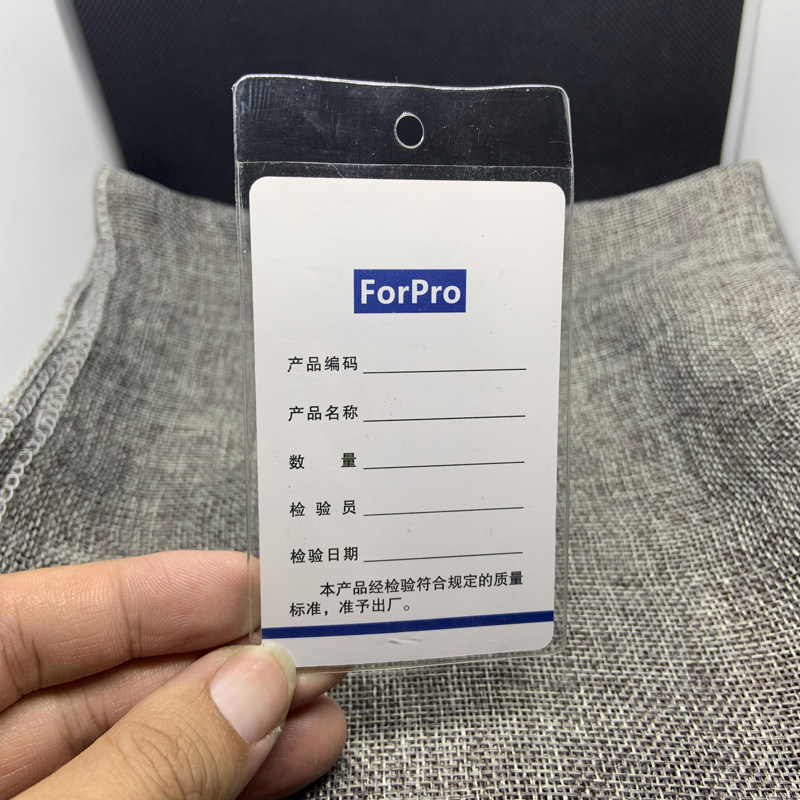 ForPro
产品编码
产品名称
数 量
检验员
检验日期
本产品经检验符合规定的质量
标准，准予出厂。